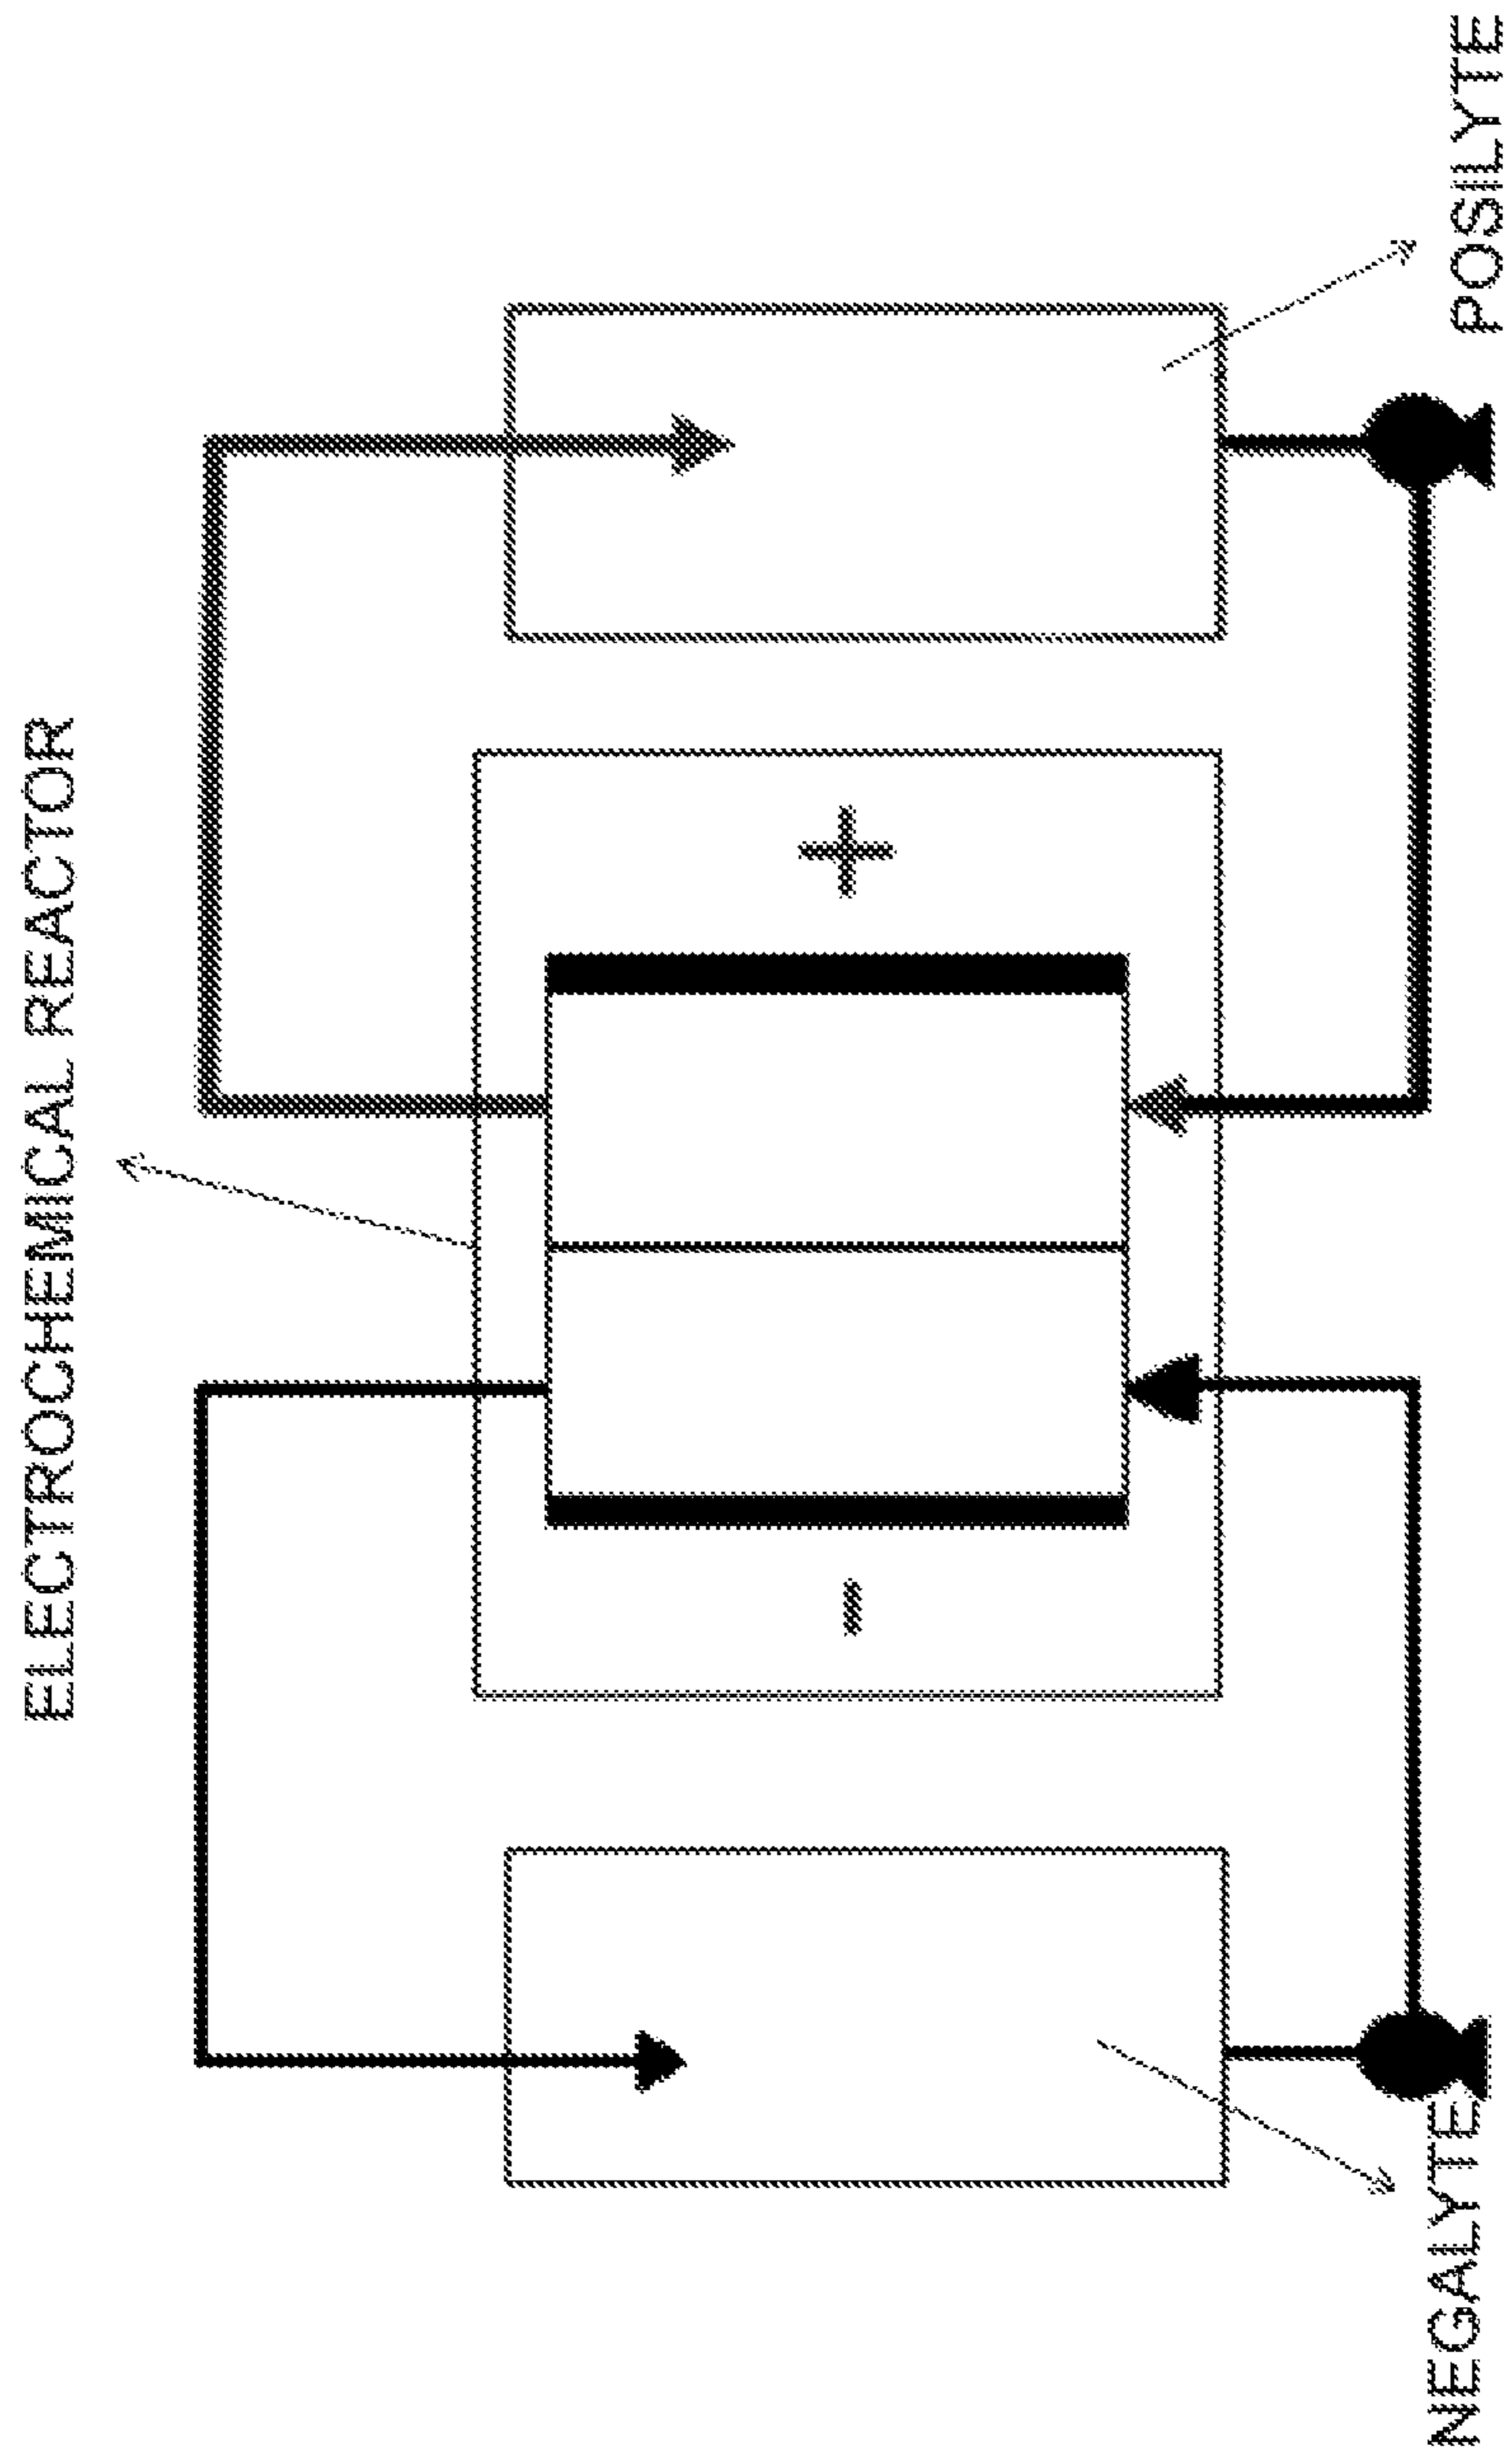 ELECTROCHEMICAL REACTOR
−
+
NEGALYTE
POSILYTE